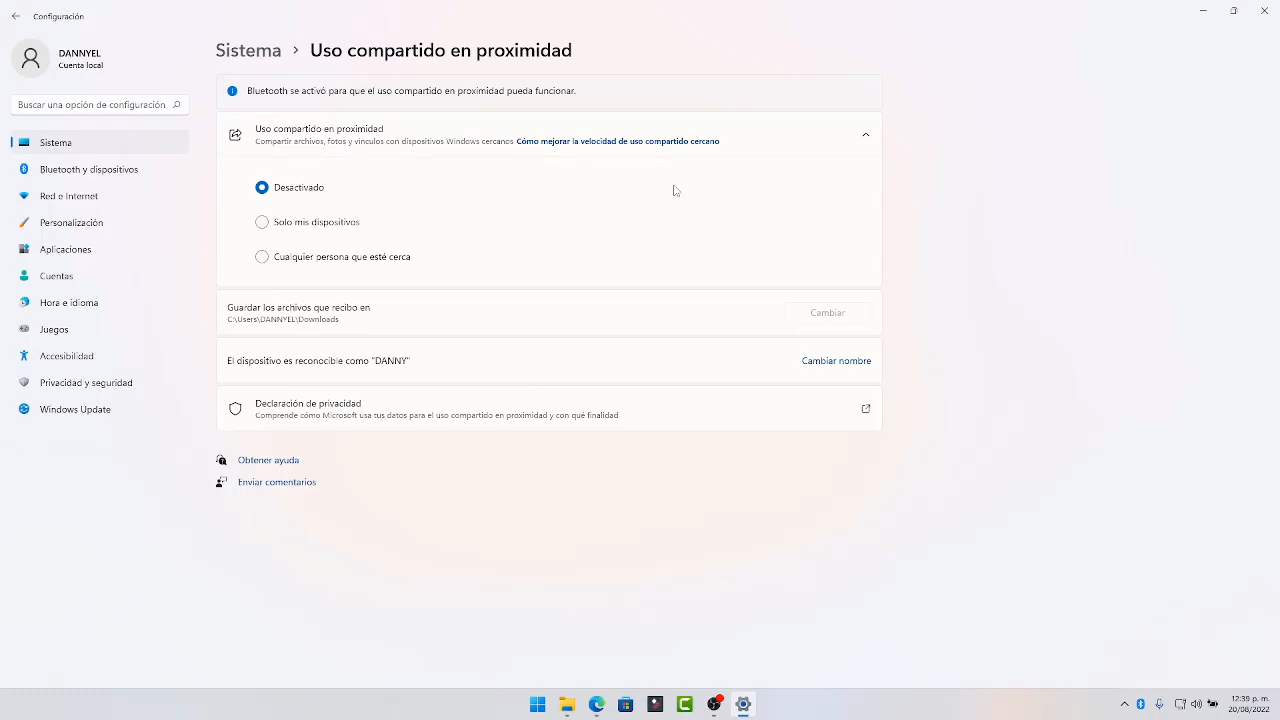 Configuración
DANNYEL
Cuenta local
Buscar una opción de configuración
Sistema
Bluetooth y dispositivos
Red e Internet
Personalización
Aplicaciones
Cuentas
Hora e idioma
Juegos
Accesibilidad
Privacidad y seguridad
Windows Update
Sistema > Uso compartido en proximidad
Bluetooth se activó para que el uso compartido en proximidad pueda funcionar.
Uso compartido en proximidad
Compartir archivos, fotos y vínculos con dispositivos Windows cercanos Cómo mejorar la velocidad de uso compartido cercano
Desactivado
Solo mis dispositivos
Cualquier persona que esté cerca
Guardar los archivos que recibo en
C:\Users\DANNYEL\Downloads
Cambiar
El dispositivo es reconocible como "DANNY"
Cambiar nombre
Declaración de privacidad
Comprende cómo Microsoft usa tus datos para el uso compartido en proximidad y con qué finalidad
Obtener ayuda
Enviar comentarios
12:39 p. m.
20/08/2022